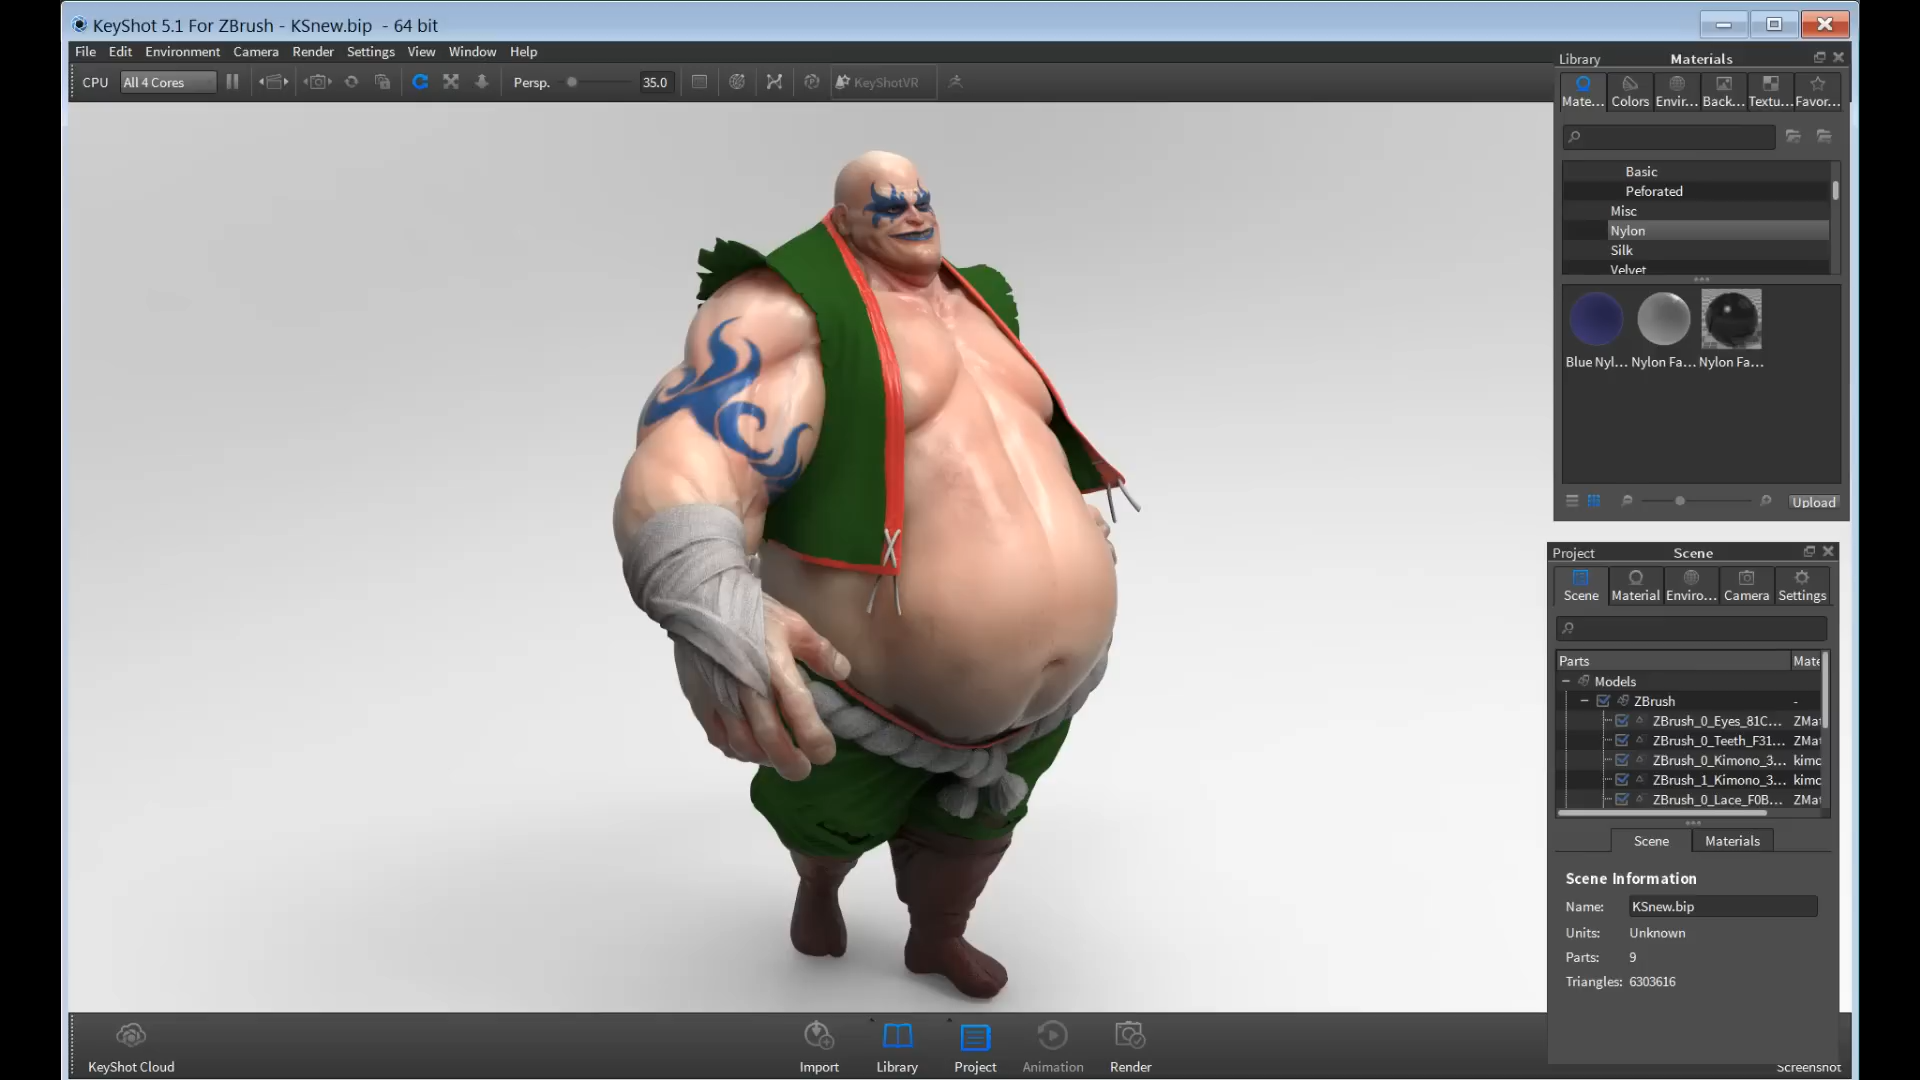 KeyShot 5.1 For ZBrush - KSnew.bip - 64 bit
File Edit Environment Camera Render Settings View Window Help
CPU All 4 Cores Persp. 35.0 KeyShotVR
Library Materials
Mate... Colors Envir... Back... Textu... Favor...
Basic
Peforated
Misc
Nylon
Silk
Velvet
Blue Nyl... Nylon Fa... Nylon Fa...
Upload
Project Scene
Scene Material Enviro... Camera Settings
Parts Mate
Models
ZBrush -
ZBrush_0_Eyes_81C... ZMat
ZBrush_0_Teeth_F31... ZMat
ZBrush_0_Kimono_3... kimo
ZBrush_1_Kimono_3... kimo
ZBrush_0_Lace_F0B... ZMat
Scene Materials
Scene Information
Name: KSnew.bip
Units: Unknown
Parts: 9
Triangles: 6303616
KeyShot Cloud Import Library Project Animation Render Screenshot